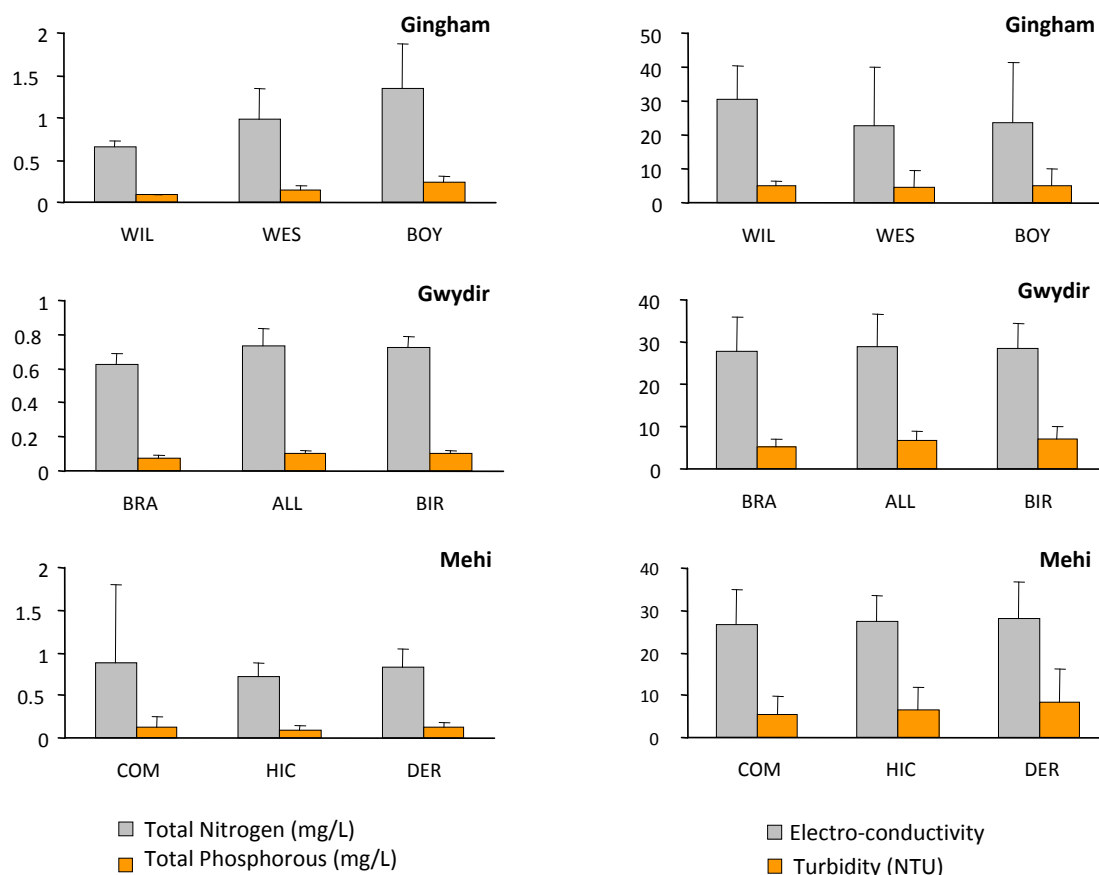 Gingham
2
1.5
1
0.5
0
WIL WES BOY
Gingham
50
40
30
20
10
0
WIL WES BOY
Gwydir
1
0.8
0.6
0.4
0.2
0
BRA ALL BIR
Gwydir
40
30
20
10
0
BRA ALL BIR
Mehi
2
1.5
1
0.5
0
COM HIC DER
Mehi
40
30
20
10
0
COM HIC DER
Total Nitrogen (mg/L)
Total Phosphorous (mg/L)
Electro-conductivity
Turbidity (NTU)